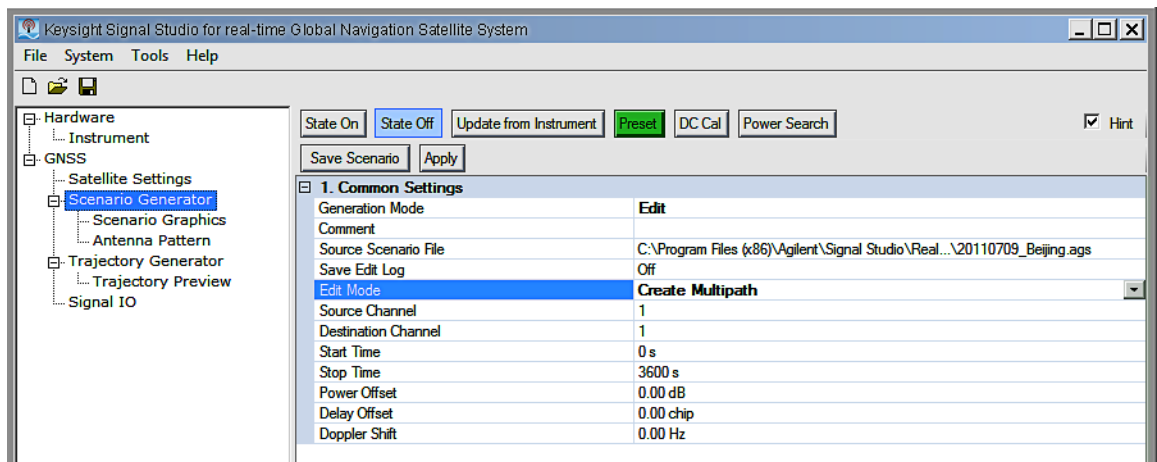 Keysight Signal Studio for real-time Global Navigation Satellite System
File System Tools Help
Hardware
Instrument
GNSS
Satellite Settings
Scenario Generator
Scenario Graphics
Antenna Pattern
Trajectory Generator
Trajectory Preview
Signal IO
State On State Off Update from Instrument Preset DC Cal Power Search Hint
Save Scenario Apply
1. Common Settings
Generation Mode Edit
Comment
Source Scenario File C:\Program Files (x86)\Agilent\Signal Studio\Real...\20110709_Beijing.ags
Save Edit Log Off
Edit Mode Create Multipath
Source Channel 1
Destination Channel 1
Start Time 0 s
Stop Time 3600 s
Power Offset 0.00 dB
Delay Offset 0.00 chip
Doppler Shift 0.00 Hz